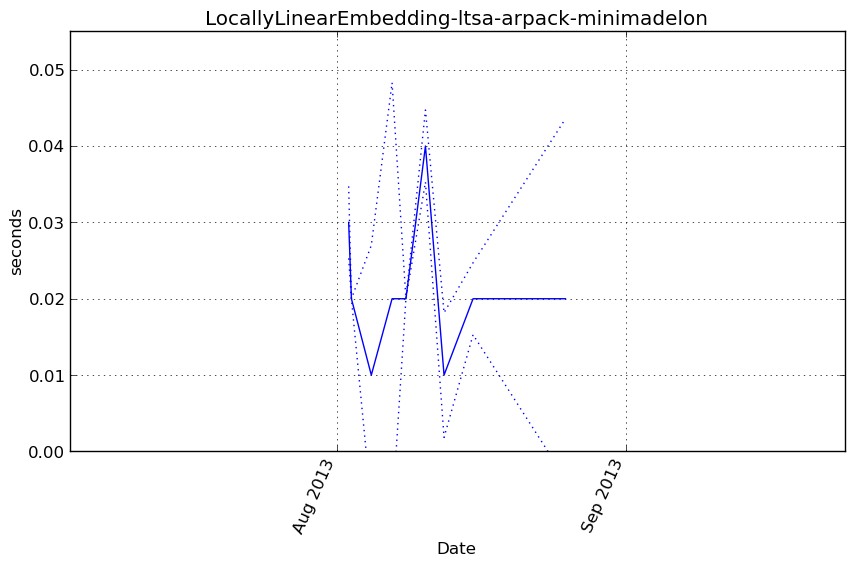 LocallyLinearEmbedding-ltsa-arpack-minimadelon
0.05
0.04
0.03
0.02
0.01
0.00
seconds
Aug 2013
Sep 2013
Date